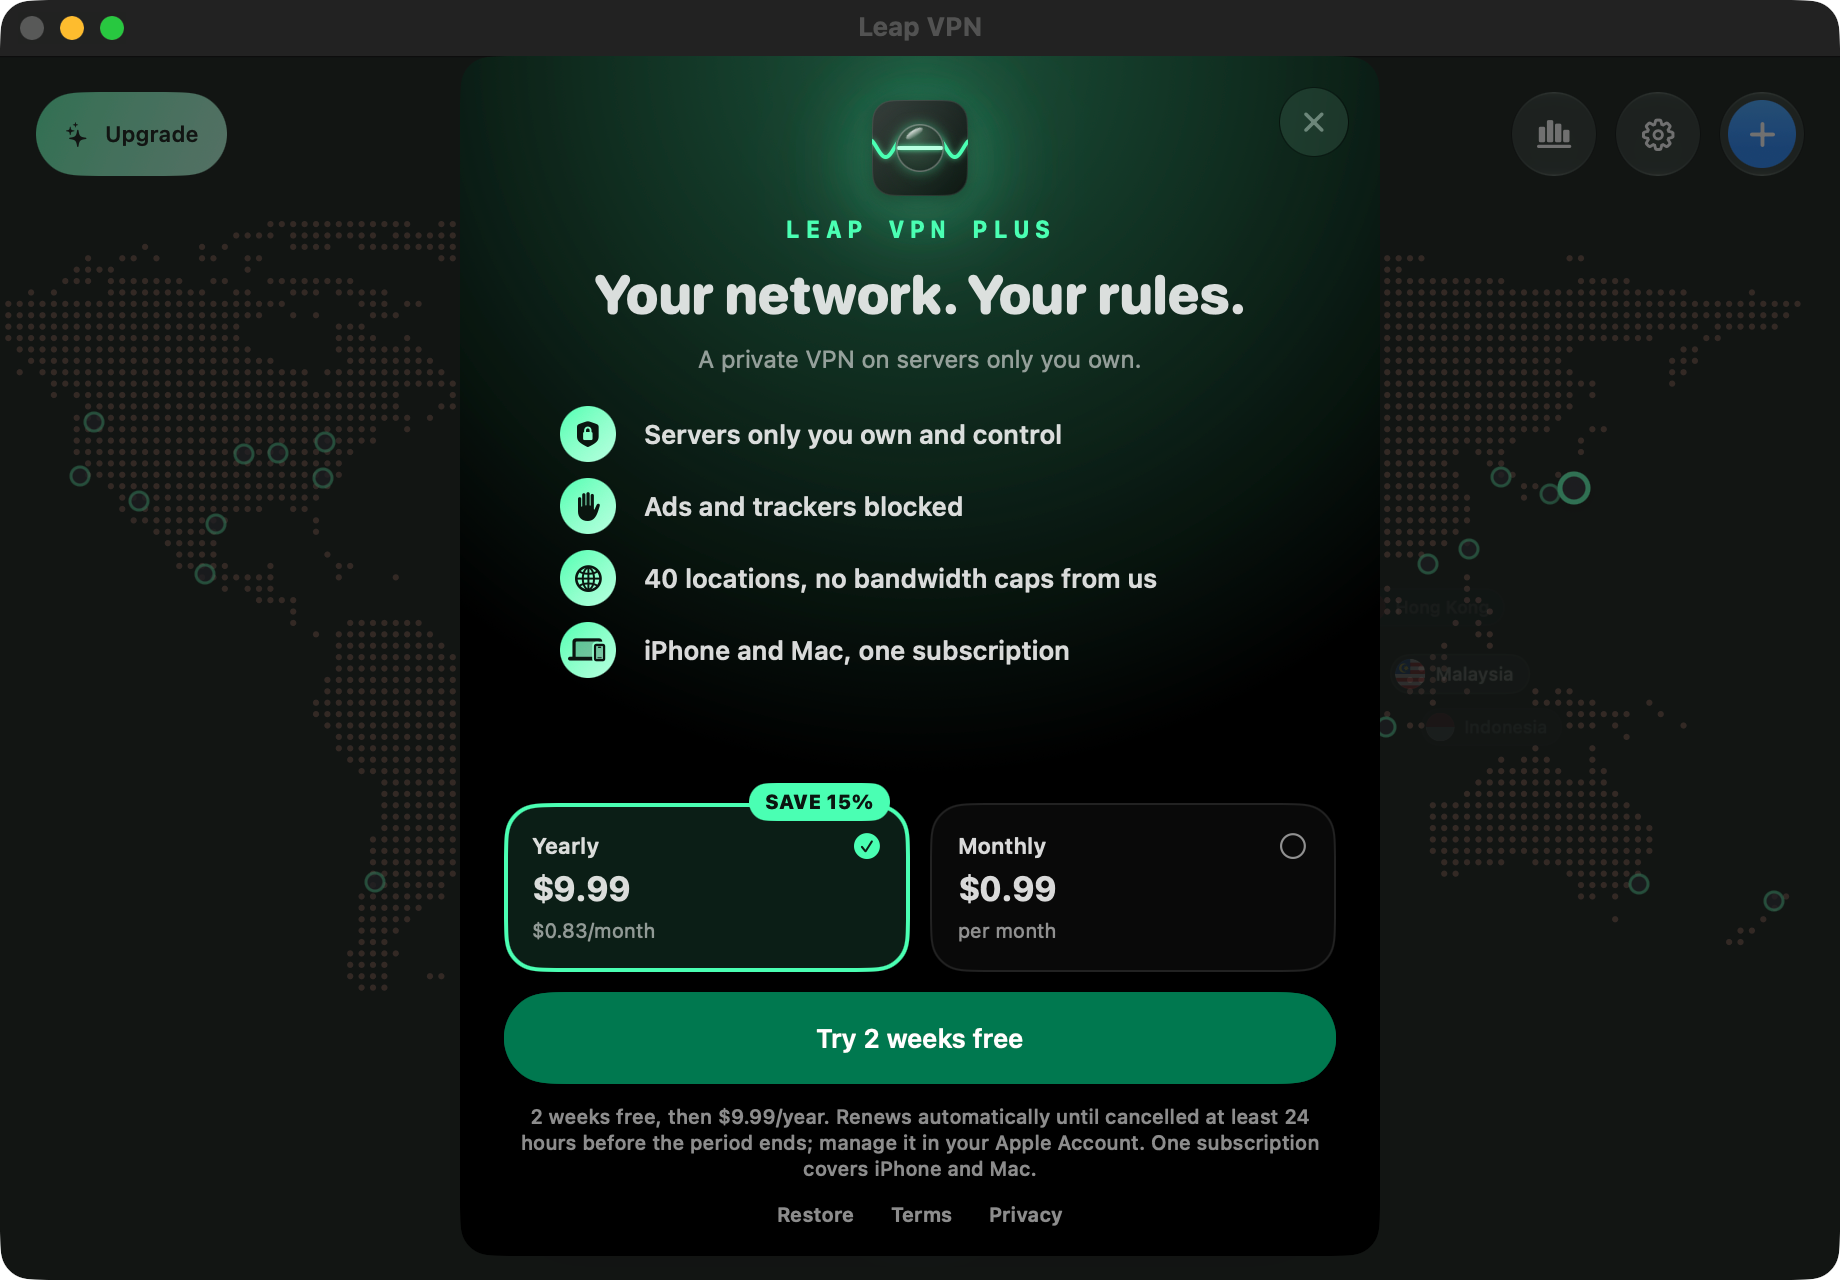 Leap VPN
Upgrade
LEAP VPN PLUS
Your network. Your rules.
A private VPN on servers only you own.
Servers only you own and control
Ads and trackers blocked
40 locations, no bandwidth caps from us
iPhone and Mac, one subscription
Hong Kong
Malaysia
Indonesia
SAVE 15%
Yearly
$9.99
$0.83/month
Monthly
$0.99
per month
Try 2 weeks free
2 weeks free, then $9.99/year. Renews automatically until cancelled at least 24
hours before the period ends; manage it in your Apple Account. One subscription
covers iPhone and Mac.
Restore Terms Privacy